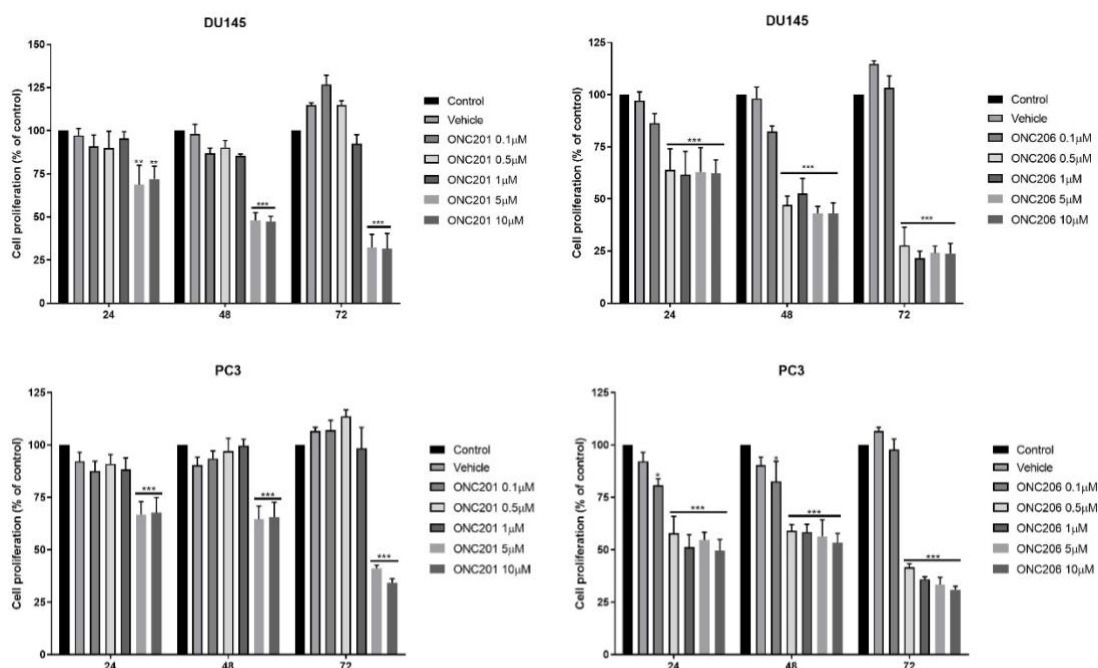 DU145
Cell proliferation (% of control)
150
125
100
75
50
25
0
**
**
***
***
24
48
72
Control
Vehicle
ONC201 0.1µM
ONC201 0.5µM
ONC201 1µM
ONC201 5µM
ONC201 10µM
DU145
Cell proliferation (% of control)
125
100
75
50
25
0
***
***
***
24
48
72
Control
Vehicle
ONC206 0.1µM
ONC206 0.5µM
ONC206 1µM
ONC206 5µM
ONC206 10µM
PC3
Cell proliferation (% of control)
125
100
75
50
25
0
***
***
***
24
48
72
Control
Vehicle
ONC201 0.1µM
ONC201 0.5µM
ONC201 1µM
ONC201 5µM
ONC201 10µM
PC3
Cell proliferation (% of control)
125
100
75
50
25
0
*
***
*
***
***
24
48
72
Control
Vehicle
ONC206 0.1µM
ONC206 0.5µM
ONC206 1µM
ONC206 5µM
ONC206 10µM